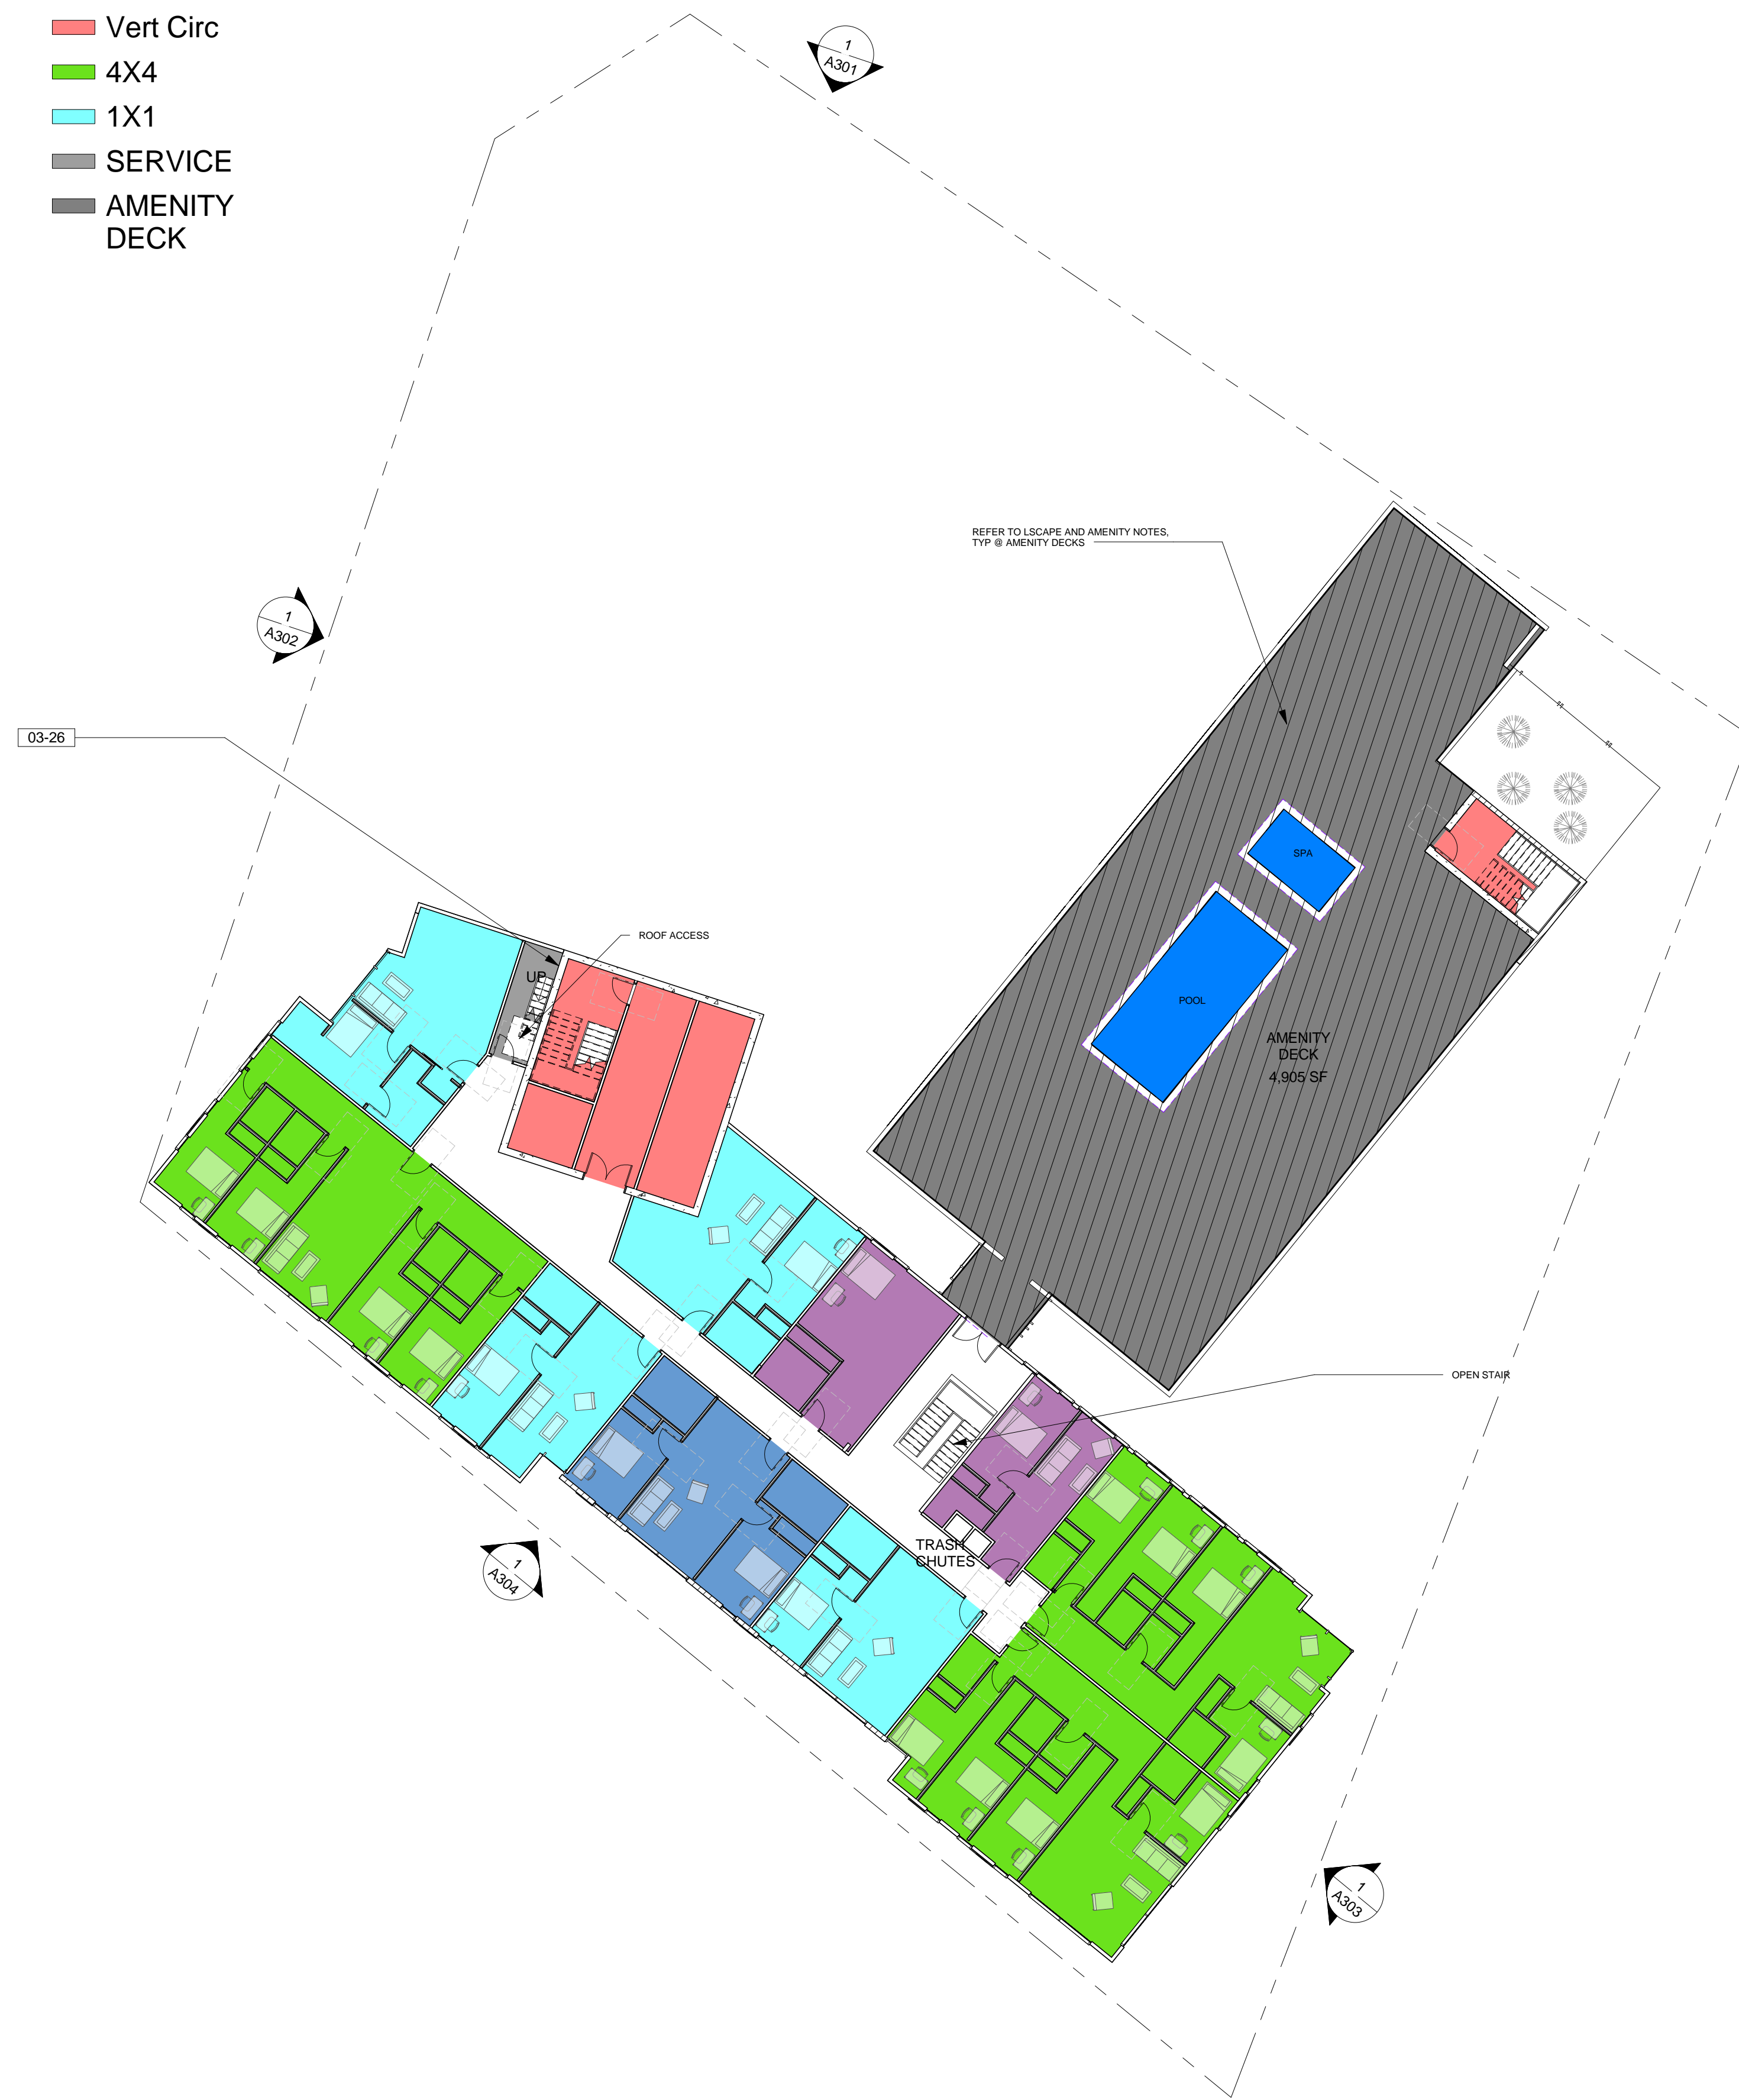 Vert Circ
4X4
1X1
SERVICE
AMENITY
DECK
1
A301
REFER TO LSCAPE AND AMENITY NOTES,
TYP @ AMENITY DECKS
1
A302
03-26
SPA
ROOF ACCESS
UP
POOL
AMENITY
DECK
4,905 SF
OPEN STAIR
TRASH
CHUTES
1
A304
1
A303